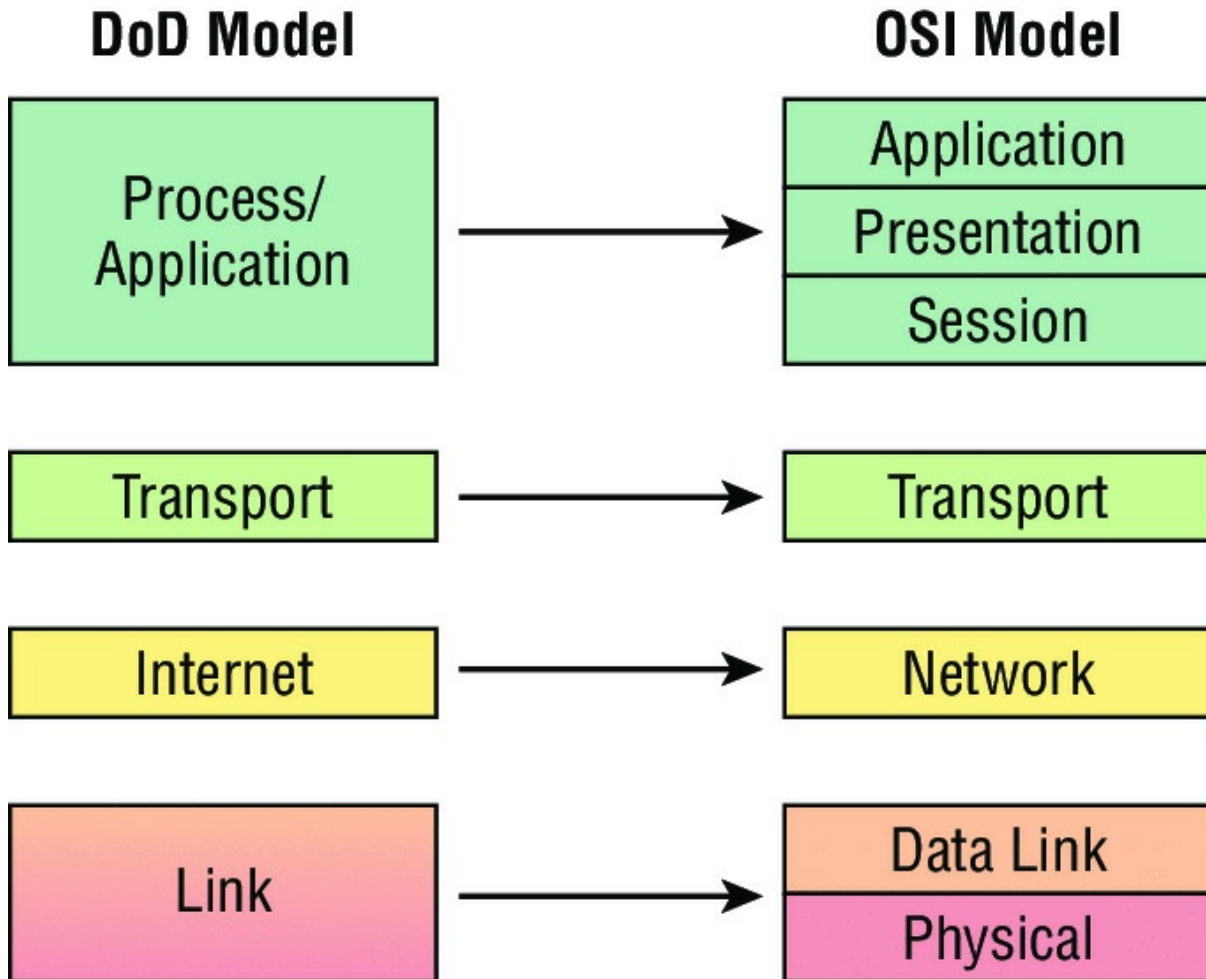 DoD Model
OSI Model
Process/
Application
Application
Presentation
Session
Transport
Transport
Internet
Network
Link
Data Link
Physical